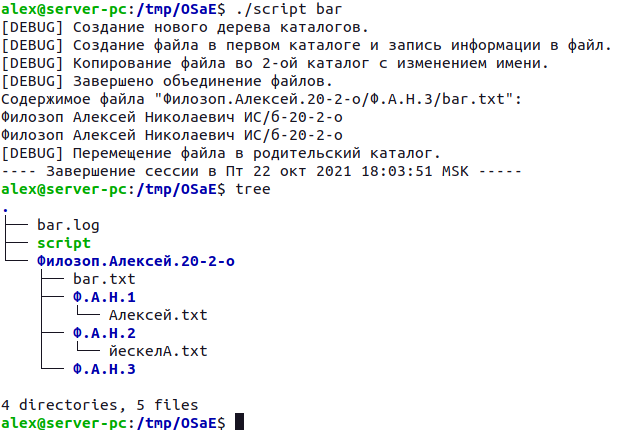 alex@server-pc:/tmp/OSaE$ ./script bar
[DEBUG] Создание нового дерева каталогов.
[DEBUG] Создание файла в первом каталоге и запись информации в файл.
[DEBUG] Копирование файла во 2-ой каталог с изменением имени.
[DEBUG] Завершено объединение файлов.
Содержимое файла "Филозоп.Алексей.20-2-о/Ф.А.Н.3/bar.txt":
Филозоп Алексей Николаевич ИС/б-20-2-о
Филозоп Алексей Николаевич ИС/б-20-2-о
[DEBUG] Перемещение файла в родительский каталог.
---- Завершение сессии в Пт 22 окт 2021 18:03:51 MSK -----
alex@server-pc:/tmp/OSaE$ tree
.
├── bar.log
├── script
└── Филозоп.Алексей.20-2-о
    ├── bar.txt
    ├── Ф.А.Н.1
    │   └── Алексей.txt
    ├── Ф.А.Н.2
    │   └── йескелА.txt
    └── Ф.А.Н.3
4 directories, 5 files
alex@server-pc:/tmp/OSaE$